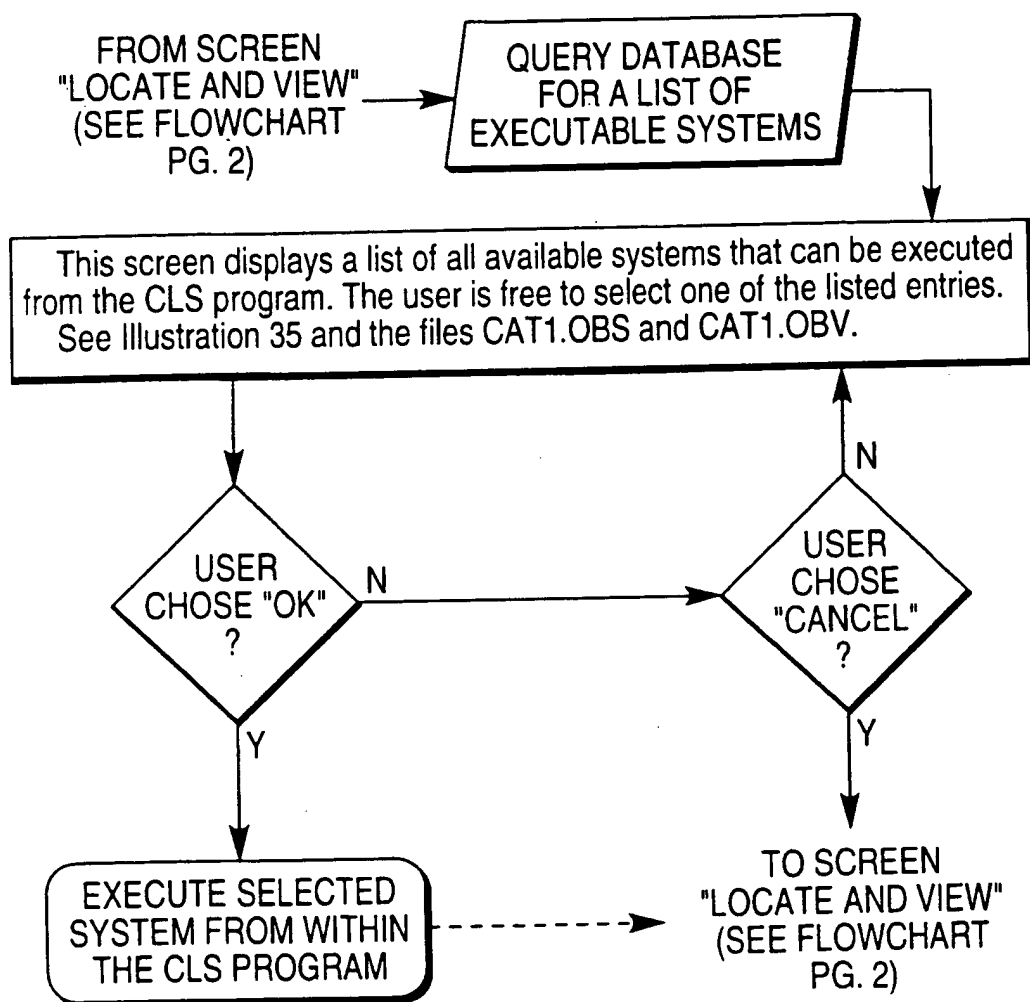 FROM SCREEN
"LOCATE AND VIEW"
(SEE FLOWCHART
PG. 2)
QUERY DATABASE
FOR A LIST OF
EXECUTABLE SYSTEMS
This screen displays a list of all available systems that can be executed
from the CLS program. The user is free to select one of the listed entries.
See Illustration 35 and the files CAT1.OBS and CAT1.OBV.
USER
CHOSE "OK"
?
N
Y
N
USER
CHOSE
"CANCEL"
?
Y
EXECUTE SELECTED
SYSTEM FROM WITHIN
THE CLS PROGRAM
TO SCREEN
"LOCATE AND VIEW"
(SEE FLOWCHART
PG. 2)